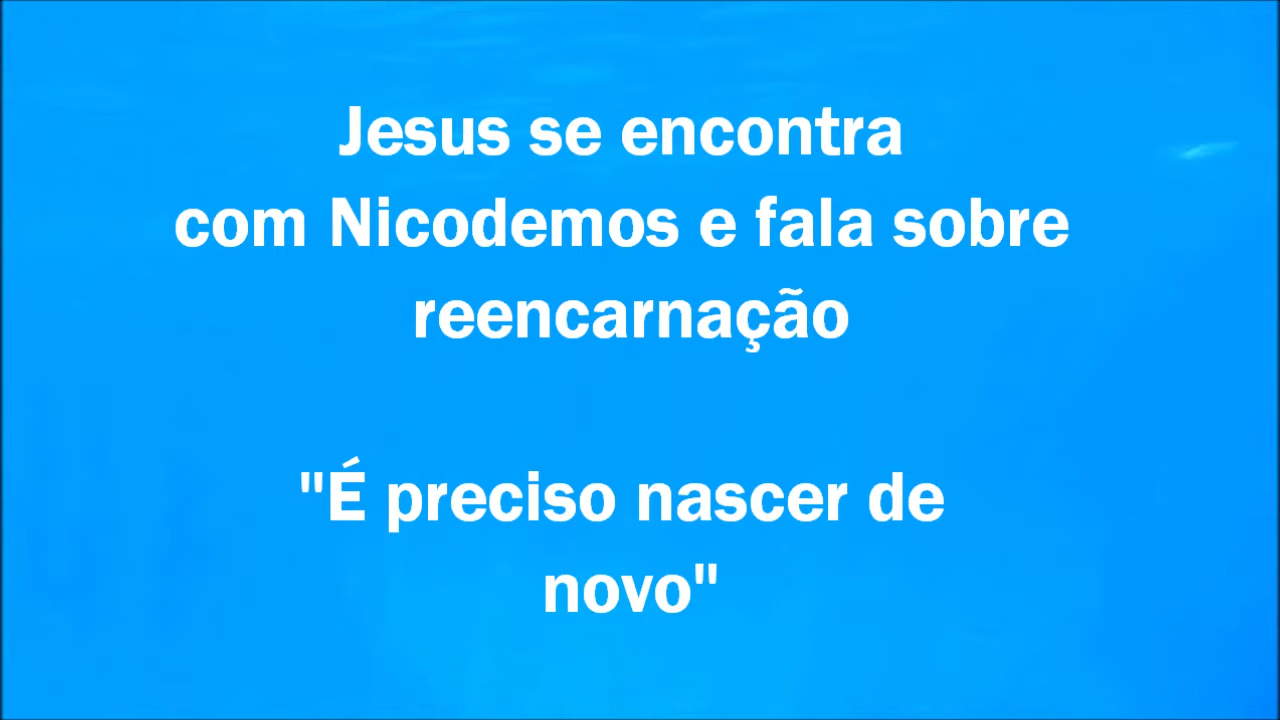 Jesus se encontra
com Nicodemos e fala sobre
reencarnação
"É preciso nascer de
novo"